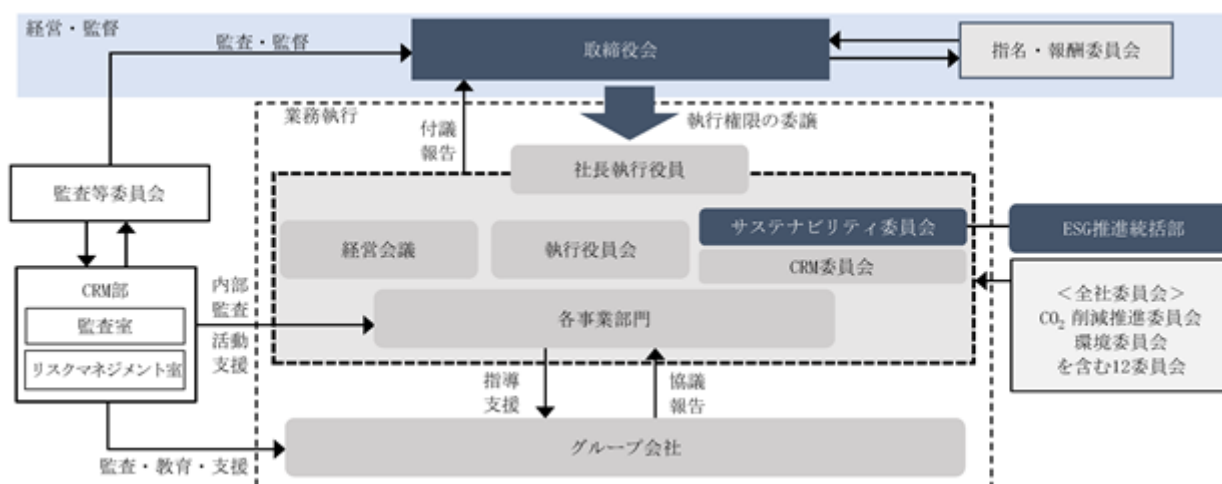 経営・監督
監査・監督
取締役会
指名・報酬委員会
業務執行
付議
報告
執行権限の委譲
社長執行役員
監査等委員会
経営会議
執行役員会
サステナビリティ委員会
ESG推進統括部
CRM委員会
CRM部
監査室
リスクマネジメント室
内部
監査
活動
支援
各事業部門
＜全社委員会＞
CO₂ 削減推進委員会
環境委員会
を含む12委員会
指導
支援
協議
報告
グループ会社
監査・教育・支援